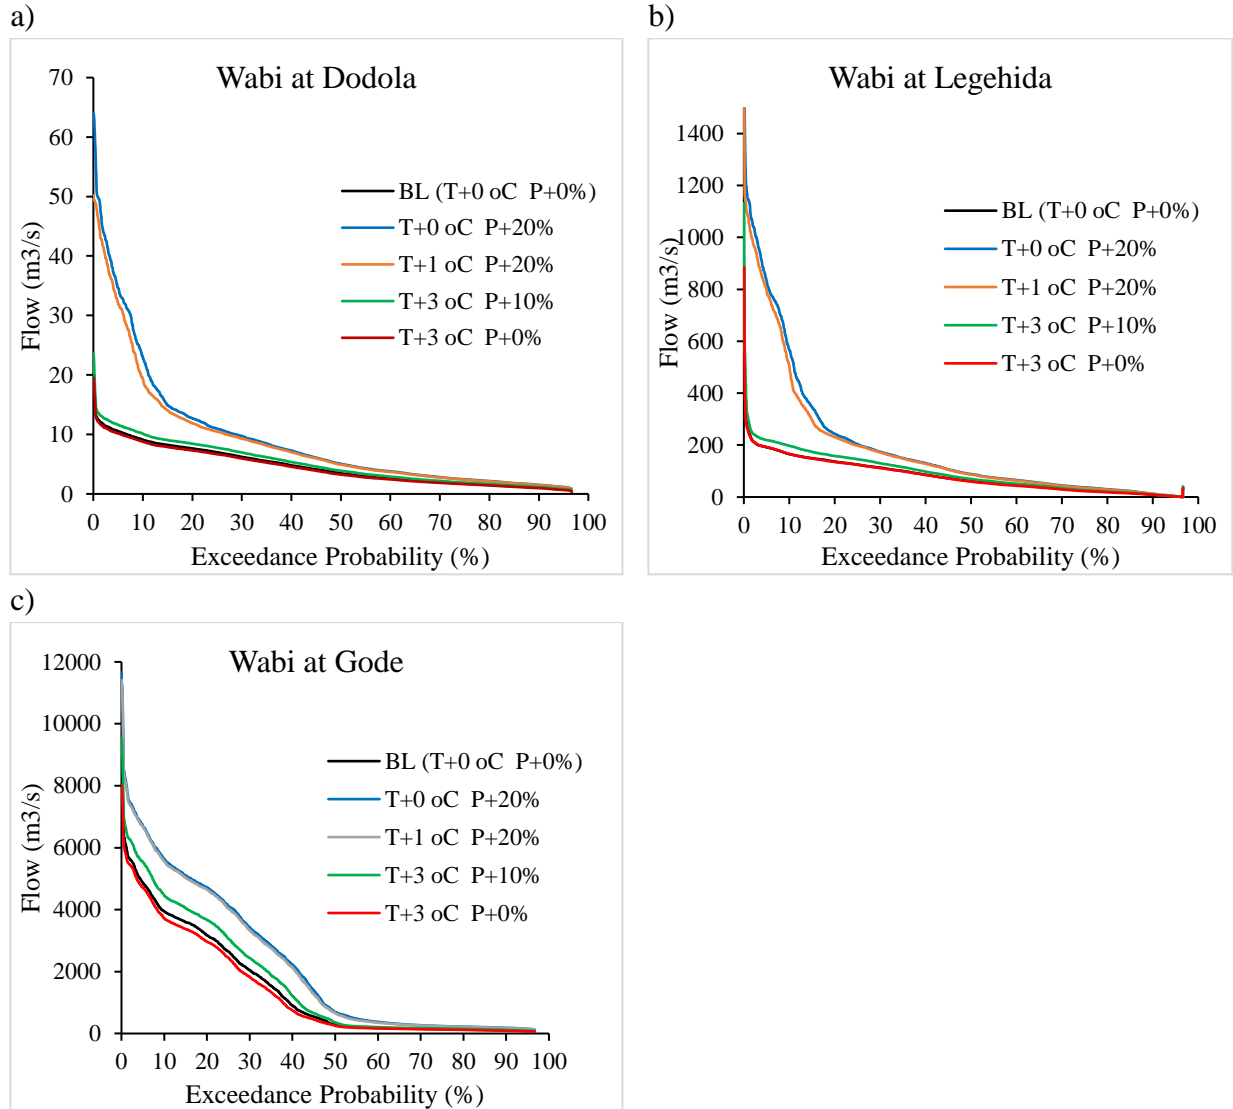 a)
Wabi at Dodola
70
60
50
40
30
20
10
0
Flow (m3/s)
BL (T+0 oC P+0%)
T+0 oC P+20%
T+1 oC P+20%
T+3 oC P+10%
T+3 oC P+0%
0 10 20 30 40 50 60 70 80 90 100
Exceedance Probability (%)
b)
Wabi at Legehida
1400
1200
1000
800
600
400
200
0
Flow (m3/s)
BL (T+0 oC P+0%)
T+0 oC P+20%
T+1 oC P+20%
T+3 oC P+10%
T+3 oC P+0%
0 10 20 30 40 50 60 70 80 90 100
Exceedance Probability (%)
c)
Wabi at Gode
12000
10000
8000
6000
4000
2000
0
Flow (m3/s)
BL (T+0 oC P+0%)
T+0 oC P+20%
T+1 oC P+20%
T+3 oC P+10%
T+3 oC P+0%
0 10 20 30 40 50 60 70 80 90 100
Exceedance Probability (%)